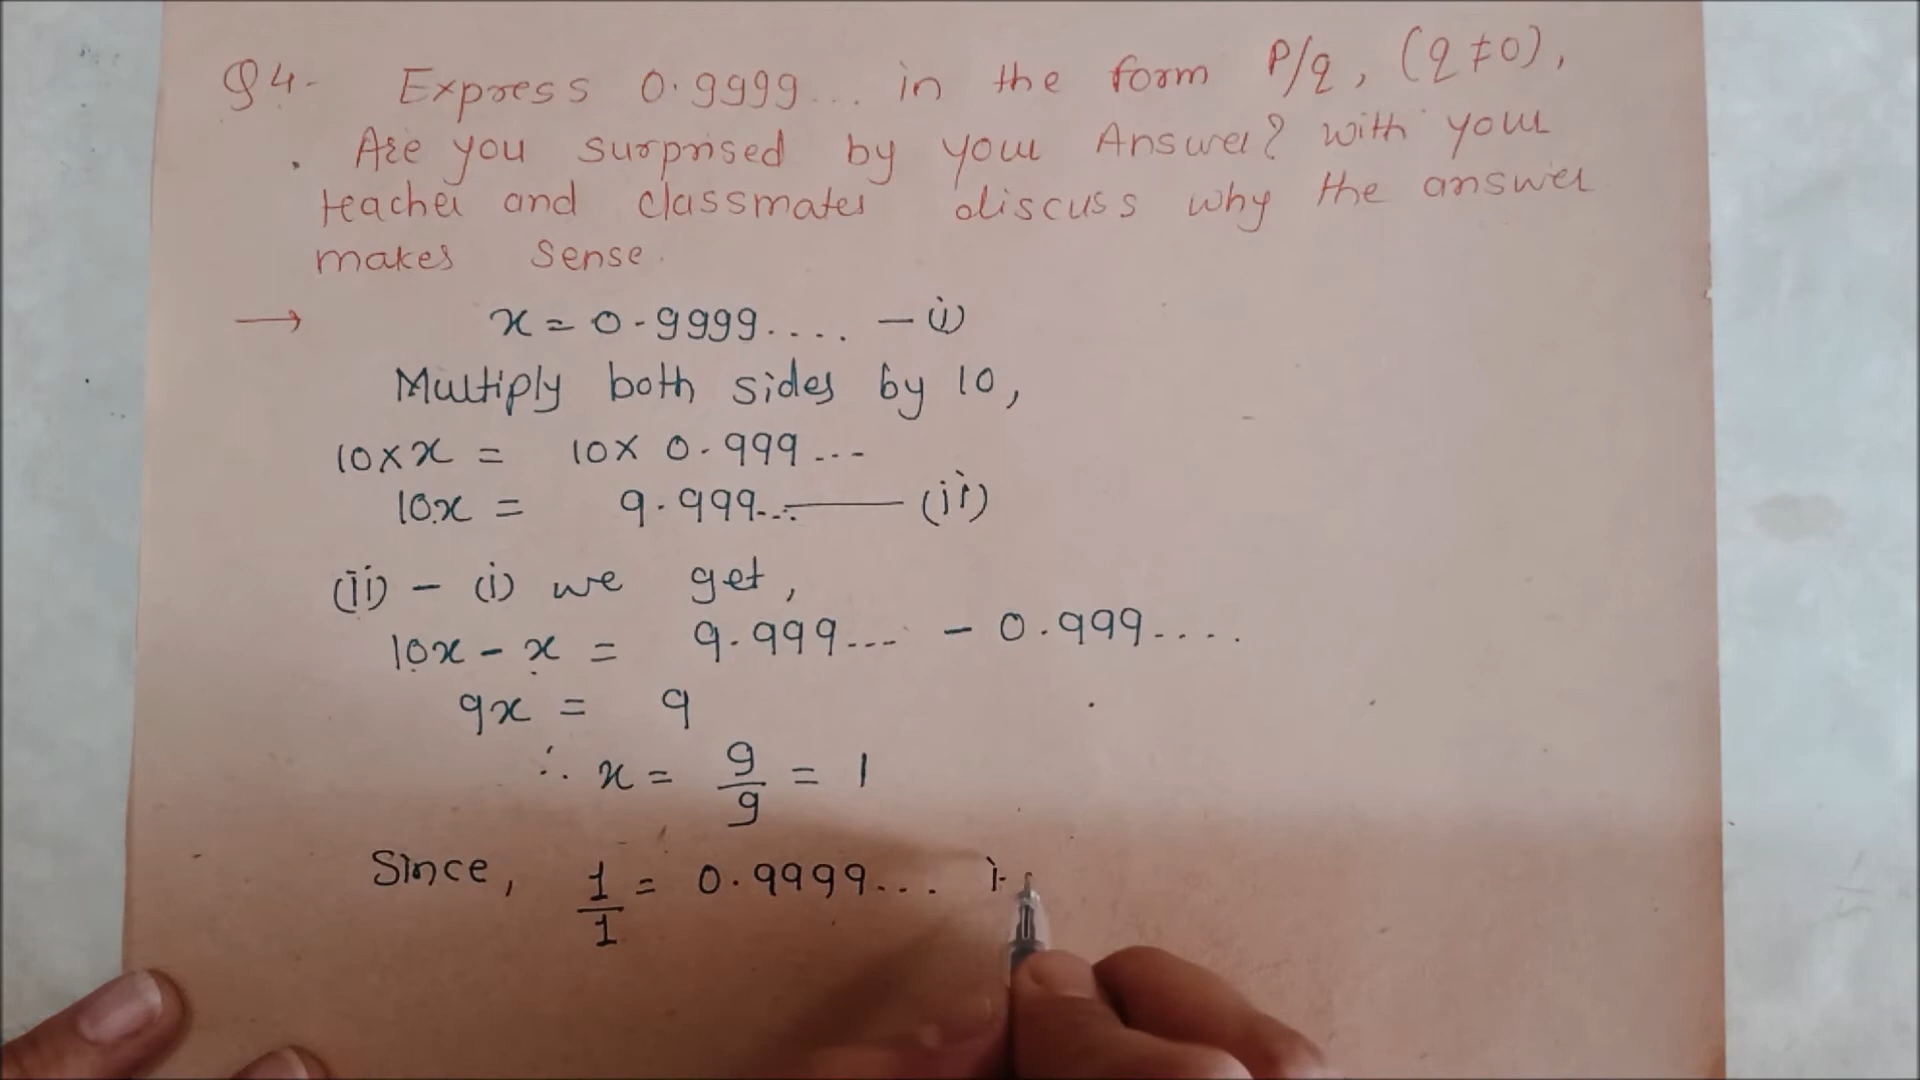 Q4- Express 0.9999... in the form P/q, (q≠0),
Are you surprised by your Answer? with your
teacher and classmates discuss why the answer
makes sense.
→ x = 0.9999.... - (i)
Multiply both sides by 10,
10×x = 10× 0.999...
10x = 9.999... — (ii)
(ii) - (i) we get,
10x - x = 9.999... - 0.999....
9x = 9
∴ x = 9/9 = 1
Since, 1/1 = 0.9999...